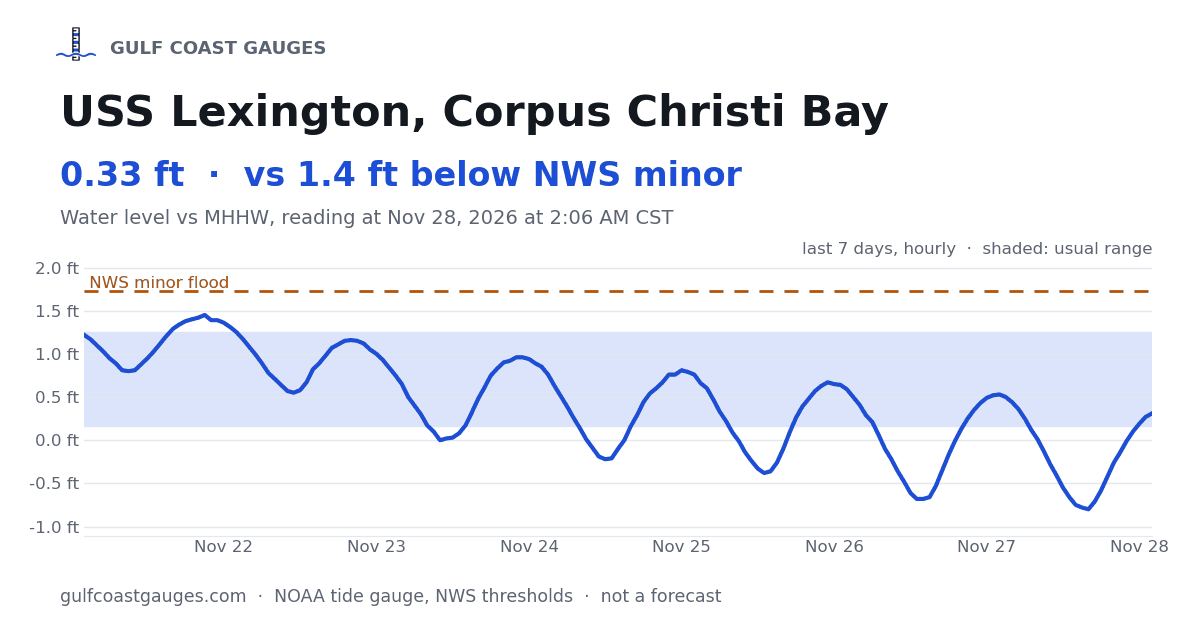 GULF COAST GAUGES
USS Lexington, Corpus Christi Bay
0.33 ft · vs 1.4 ft below NWS minor
Water level vs MHHW, reading at Nov 28, 2026 at 2:06 AM CST
last 7 days, hourly · shaded: usual range
2.0 ft
NWS minor flood
1.5 ft
1.0 ft
0.5 ft
0.0 ft
-0.5 ft
-1.0 ft
Nov 22 Nov 23 Nov 24 Nov 25 Nov 26 Nov 27 Nov 28
gulfcoastgauges.com · NOAA tide gauge, NWS thresholds · not a forecast